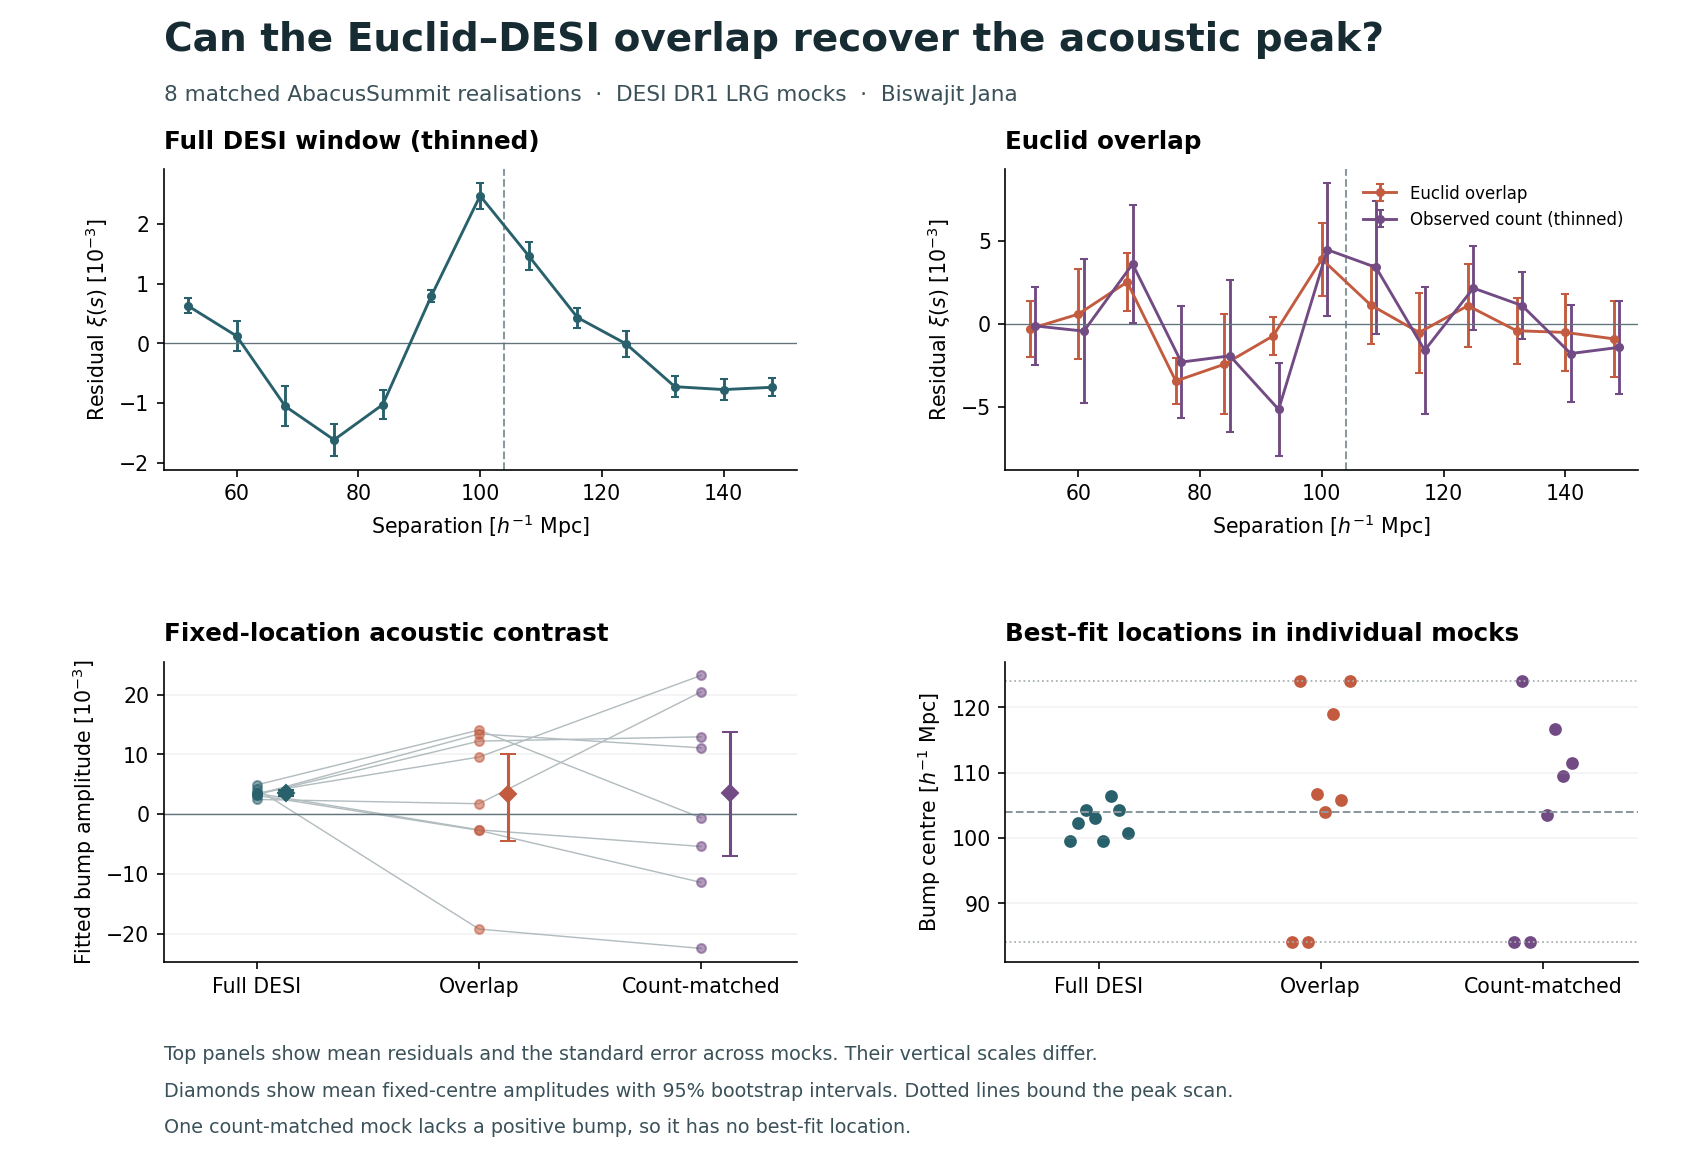 Can the Euclid–DESI overlap recover the acoustic peak?
8 matched AbacusSummit realisations · DESI DR1 LRG mocks · Biswajit Jana
Full DESI window (thinned)
Residual ξ(s) [10⁻³]
2
1
0
−1
−2
60 80 100 120 140
Separation [h⁻¹ Mpc]
Euclid overlap
Euclid overlap
Observed count (thinned)
Residual ξ(s) [10⁻³]
5
0
−5
60 80 100 120 140
Separation [h⁻¹ Mpc]
Fixed-location acoustic contrast
Fitted bump amplitude [10⁻³]
20
10
0
−10
−20
Full DESI Overlap Count-matched
Best-fit locations in individual mocks
Bump centre [h⁻¹ Mpc]
120
110
100
90
Full DESI Overlap Count-matched
Top panels show mean residuals and the standard error across mocks. Their vertical scales differ.
Diamonds show mean fixed-centre amplitudes with 95% bootstrap intervals. Dotted lines bound the peak scan.
One count-matched mock lacks a positive bump, so it has no best-fit location.